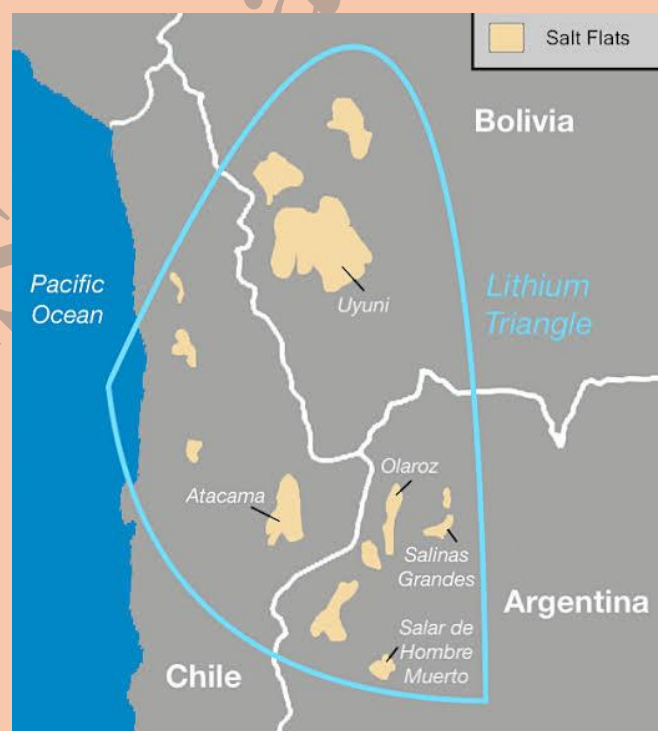 Salt Flats
Bolivia
Pacific
Ocean
Uyuni
Lithium
Triangle
Olaroz
Atacama
Salinas
Grandes
Argentina
Salar de
Hombre
Muerto
Chile